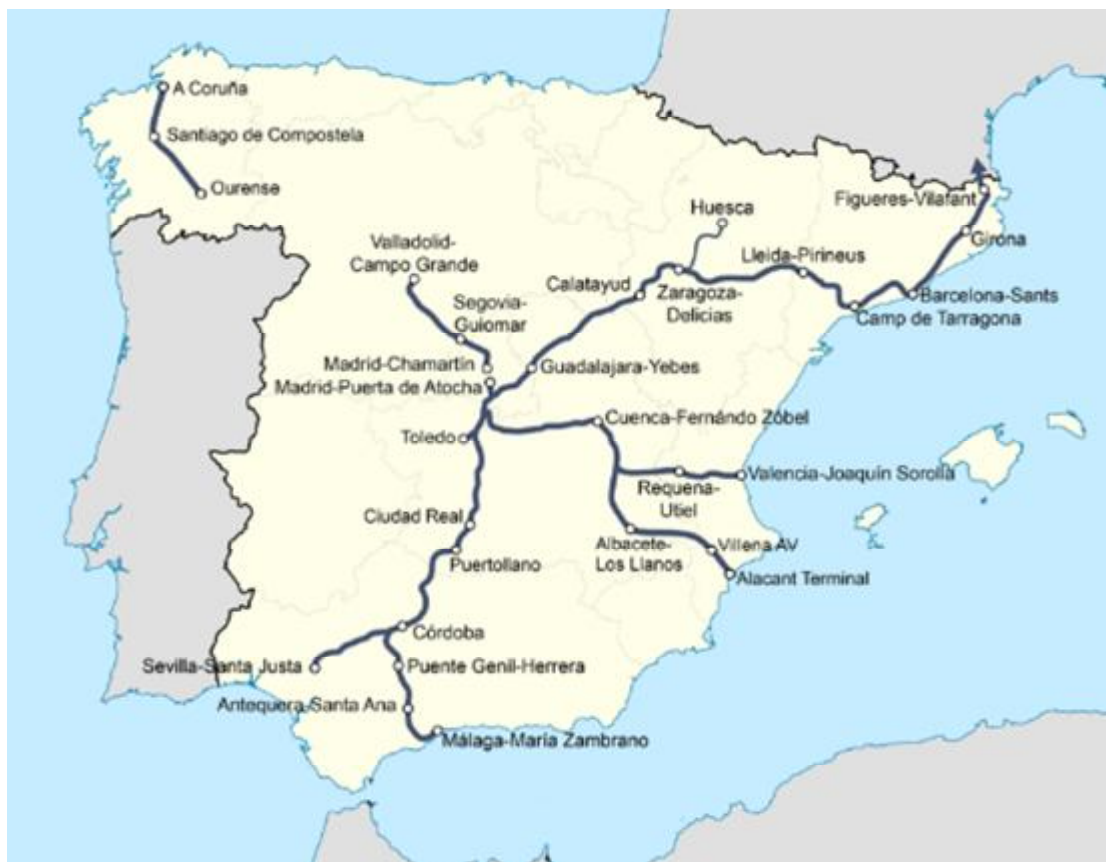 A Coruña
Santiago de Compostela
Ourense
Huesca
Figueres-Vilafant
Girona
Valladolid-
Campo Grande
Lleida-Pirineus
Calatayud
Zaragoza-
Delicias
Barcelona-Sants
Camp de Tarragona
Segovia-
Guiomar
Madrid-Chamartín
Madrid-Puerta de Atocha
Guadalajara-Yebes
Cuenca-Fernándo Zóbel
Toledo
Valencia-Joaquín Sorolla
Requena-
Utiel
Ciudad Real
Puertollano
Albacete-
Los Llanos
Villena AV
Alacant Terminal
Córdoba
Sevilla-Santa Justa
Puente Genil-Herrera
Antequera-Santa Ana
Málaga-María Zambrano